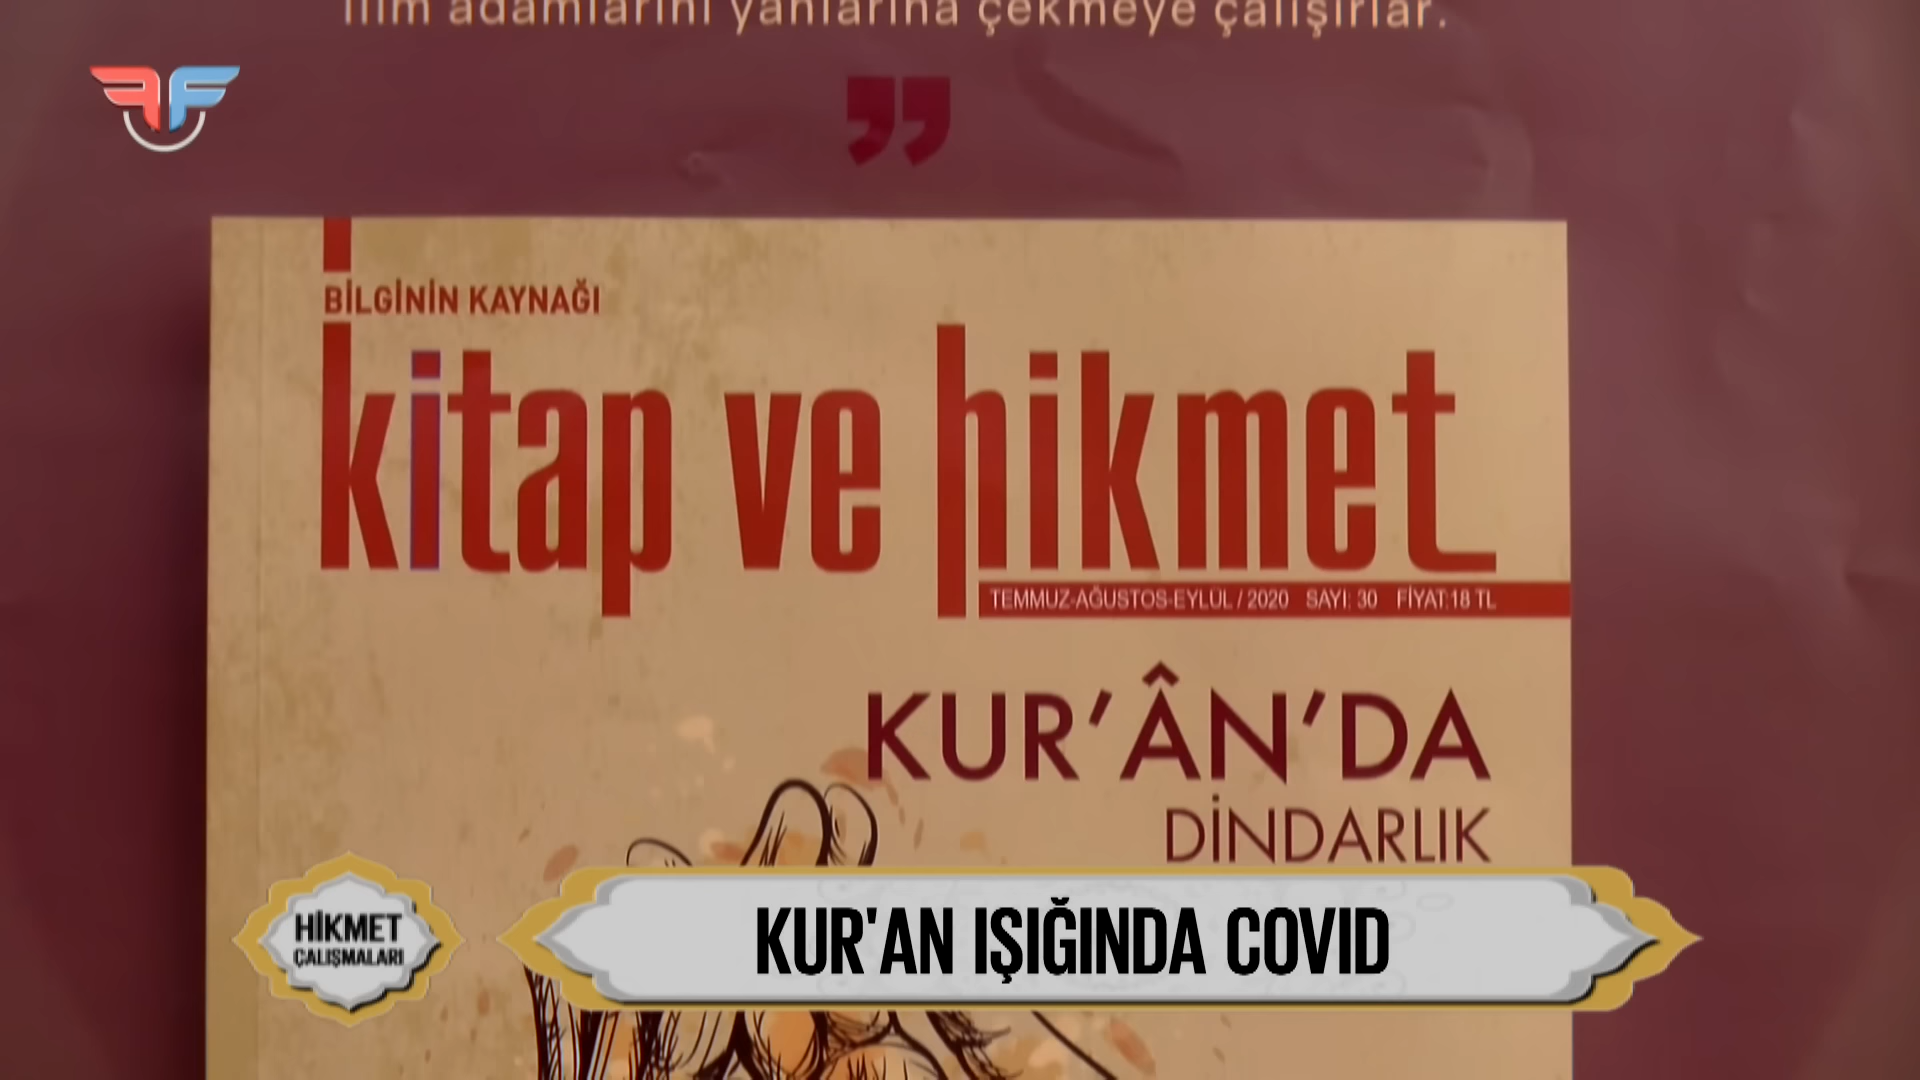 ilim adamlarını yanlarına çekmeye çalışırlar.
”
BİLGİNİN KAYNAĞI
kitap ve hikmet
TEMMUZ-AĞUSTOS-EYLÜL / 2020 SAYI: 30 FİYAT:18 TL
KUR’ÂN’DA
DİNDARLIK
HİKMET
ÇALIŞMALARI
KUR'AN IŞIĞINDA COVID